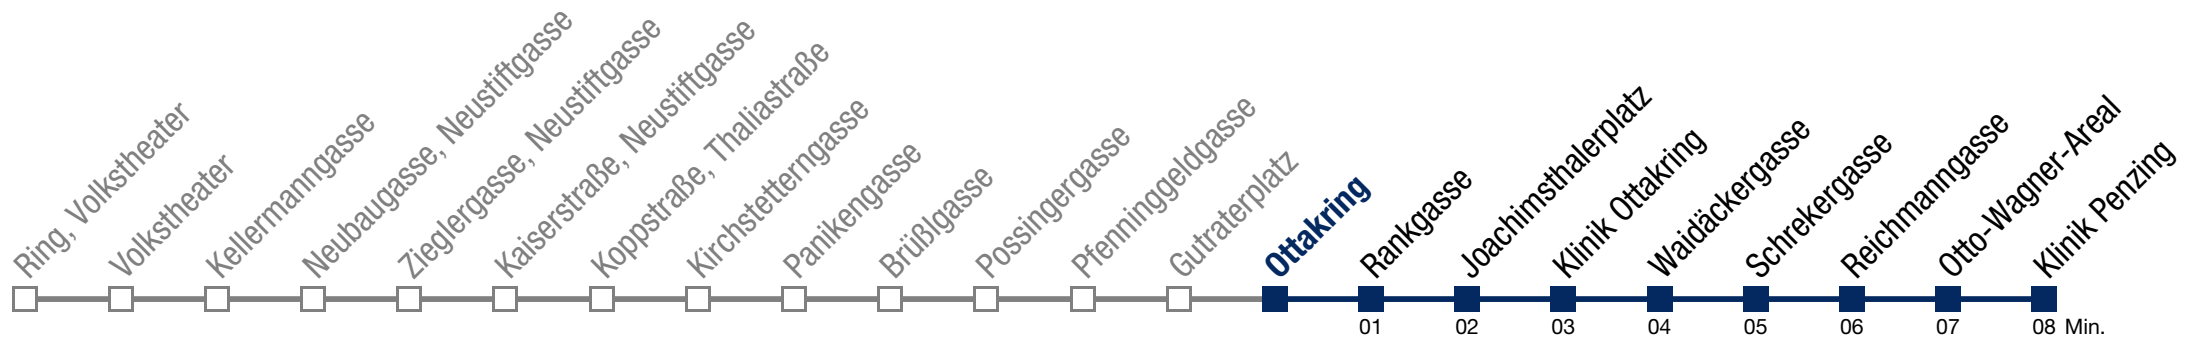 Ring, Volkstheater
Volkstheater
Kellermanngasse
Neubaugasse, Neustiftgasse
Zieglergasse, Neustiftgasse
Kaiserstraße, Neustiftgasse
Koppstraße, Thaliastraße
Kirchstetterngasse
Panikengasse
Brüßlgasse
Possingergasse
Pfenninggeldgasse
Gutraterplatz
Ottakring
Rankgasse
Joachimsthalerplatz
Klinik Ottakring
Waidäckergasse
Schrekergasse
Reichmanngasse
Otto-Wagner-Areal
Klinik Penzing
01 02 03 04 05 06 07 08 Min.